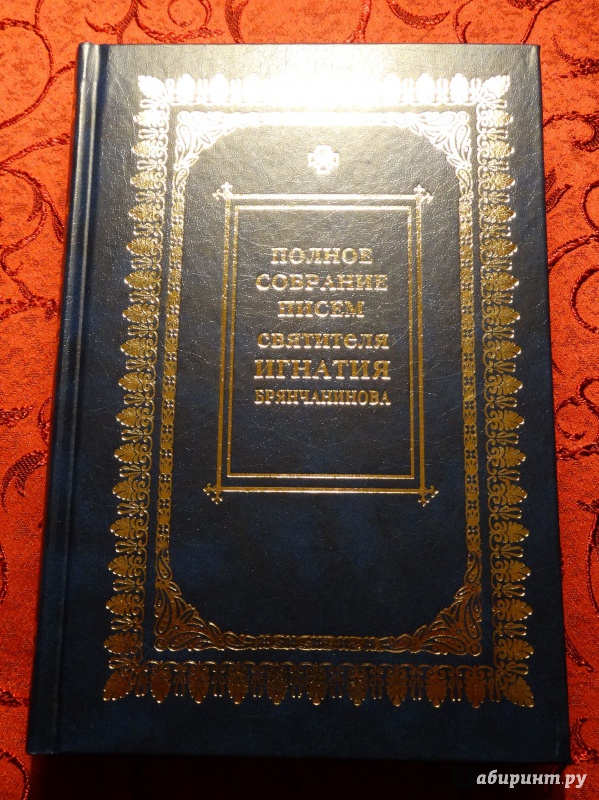 ПОЛНОЕ
СОБРАНИЕ
ПИСЕМ
СВЯТИТЕЛЯ
ИГНАТИЯ
БРЯНЧАНИНОВА
абиринт.ру